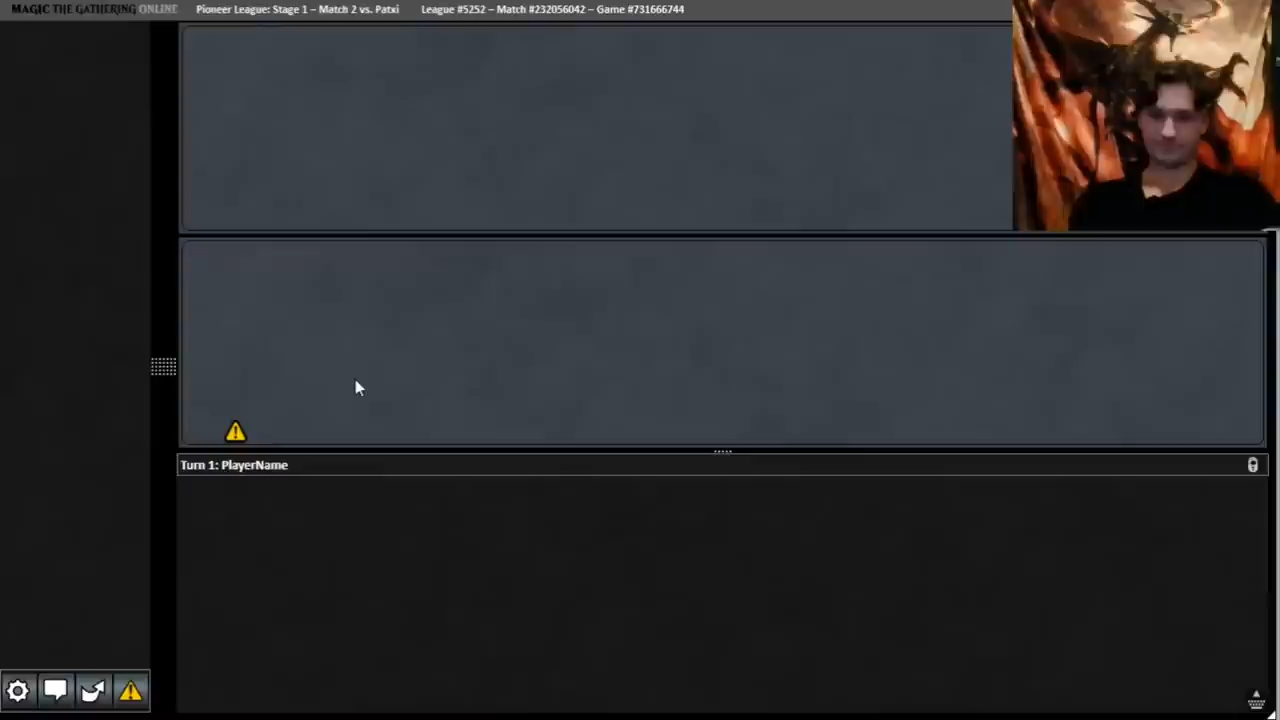 MAGIC THE GATHERING ONLINE
Pioneer League: Stage 1 – Match 2 vs. Patxi
League #5252 – Match #232056042 – Game #731666744
Turn 1: PlayerName